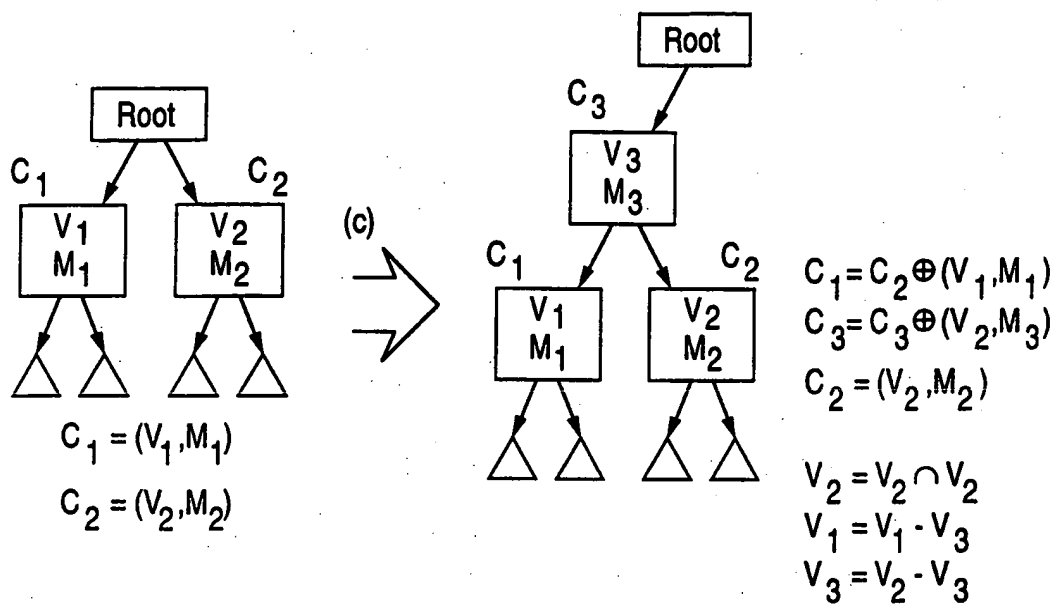 Root
C₁ C₂
V₁ V₂
M₁ M₂
C₁ = (V₁,M₁)
C₂ = (V₂,M₂)
(c)
Root
C₃
V₃
M₃
C₁ C₂
V₁ V₂
M₁ M₂
C₁ = C₂ ⊕ (V₁,M₁)
C₃ = C₃ ⊕ (V₂,M₃)
C₂ = (V₂,M₂)
V₂ = V₂ ∩ V₂
V₁ = V₁ - V₃
V₃ = V₂ - V₃